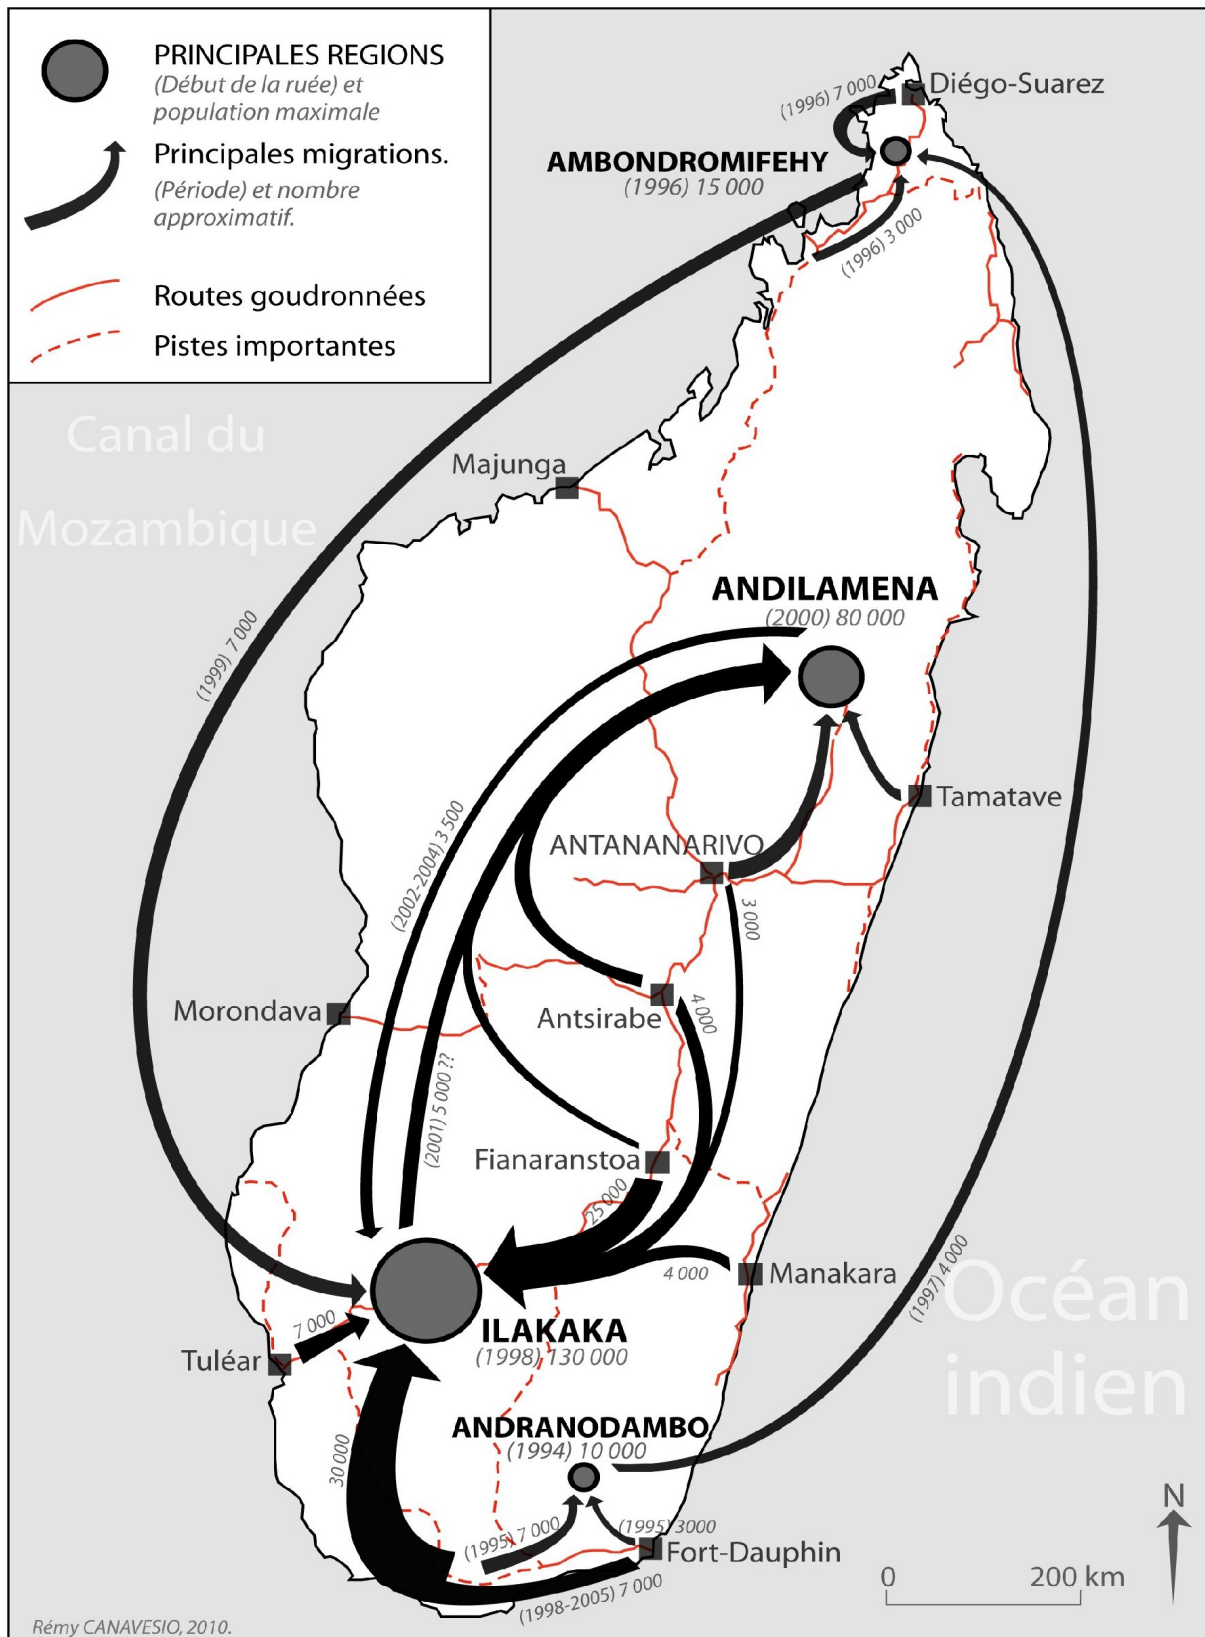 PRINCIPALES REGIONS
(Début de la ruée) et
population maximale
Principales migrations.
(Période) et nombre
approximatif.
Routes goudronnées
Pistes importantes
Canal du
Mozambique
(1996) 7 000
Diégo-Suarez
AMBONDROMIFEHY
(1996) 15 000
(1996) 3 000
Majunga
ANDILAMENA
(2000) 80 000
(1999) 7 000
Tamatave
(2002-2004) 3 500
ANTANANARIVO
3 000
Morondava
Antsirabe
4 000
(2001) 5 000 ??
Fianaranstoa
25 000
4 000
Manakara
(1997) 4 000
Océan
indien
7 000
Tuléar
ILAKAKA
(1998) 130 000
ANDRANODAMBO
(1994) 10 000
30 000
(1995) 7 000
(1995) 3000
Fort-Dauphin
(1998-2005) 7 000
N
0 200 km
Rémy CANAVESIO, 2010.